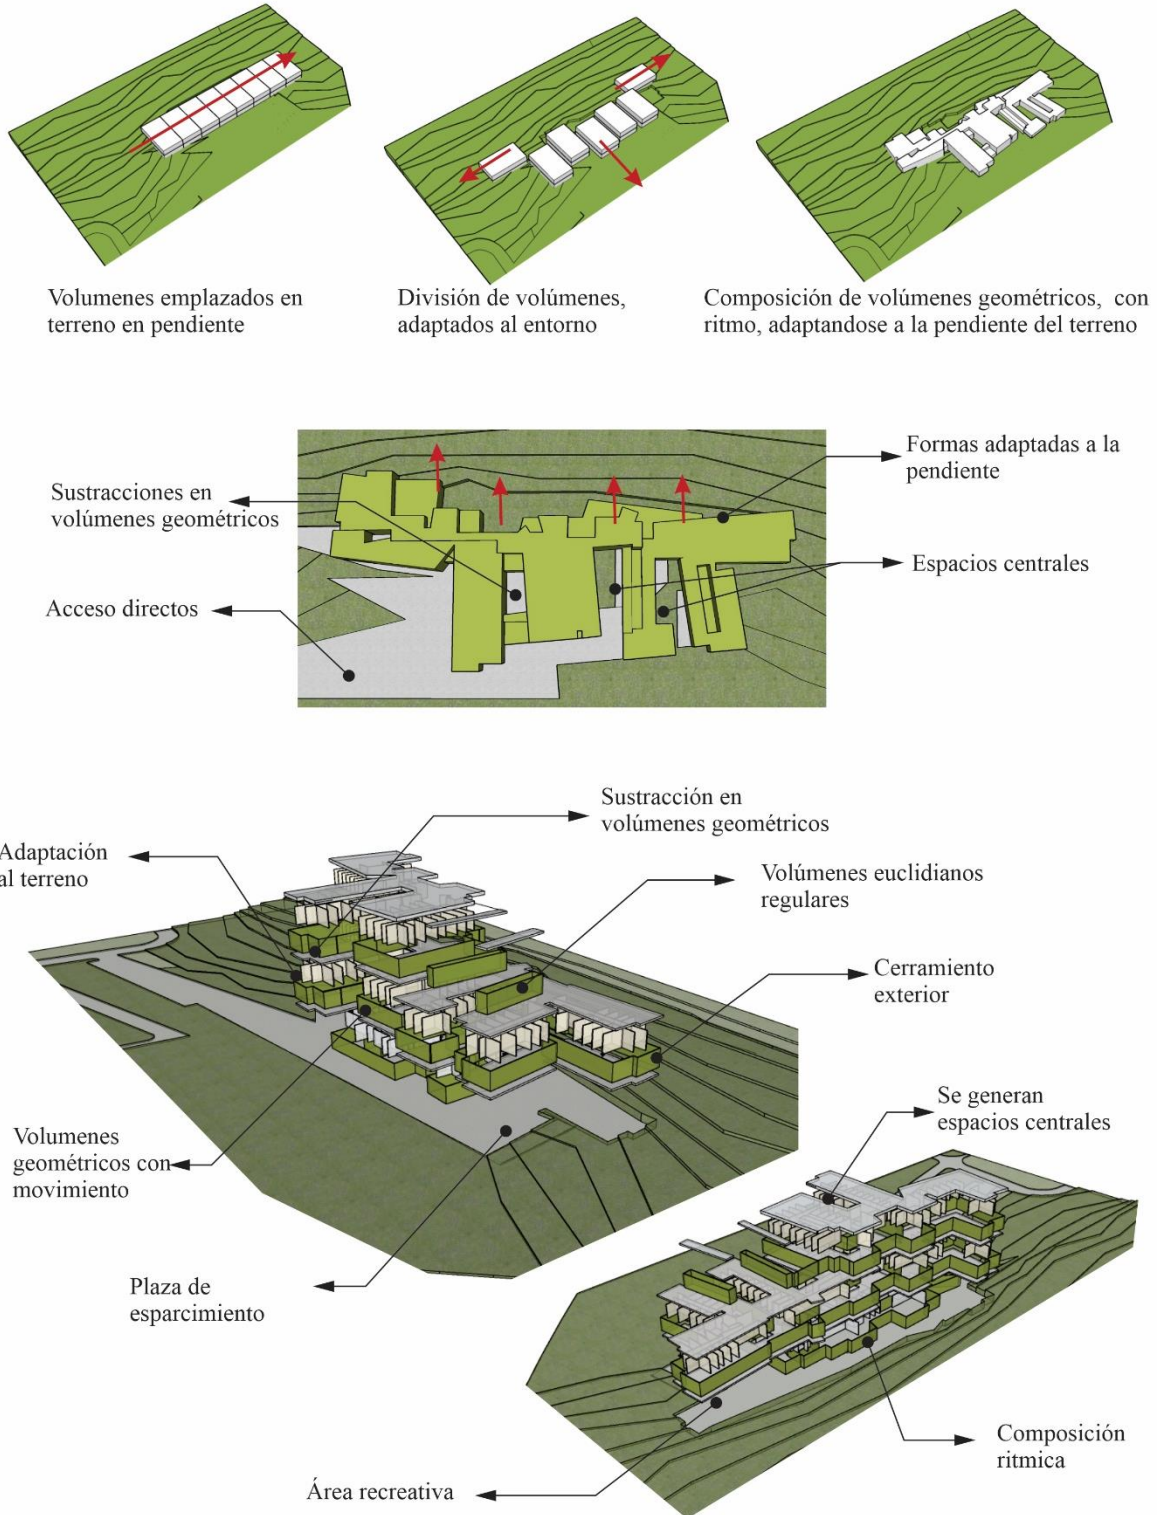 Volumenes emplazados en
terreno en pendiente
División de volúmenes,
adaptados al entorno
Composición de volúmenes geométricos, con
ritmo, adaptandose a la pendiente del terreno
Sustracciones en
volúmenes geométricos
Acceso directos
Formas adaptadas a la
pendiente
Espacios centrales
Sustracción en
volúmenes geométricos
Adaptación
al terreno
Volúmenes euclidianos
regulares
Cerramiento
exterior
Volumenes
geométricos con
movimiento
Plaza de
esparcimiento
Se generan
espacios centrales
Composición
ritmica
Área recreativa